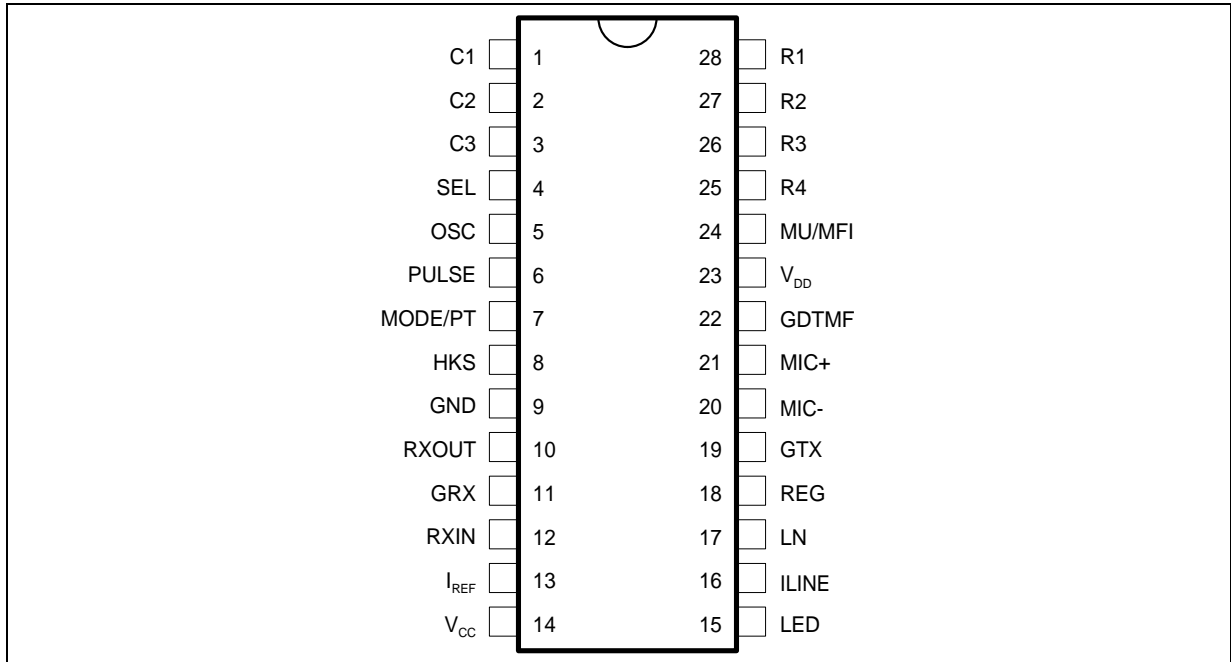 C1 1 28 R1
C2 2 27 R2
C3 3 26 R3
SEL 4 25 R4
OSC 5 24 MU/MFI
PULSE 6 23 VDD
MODE/PT 7 22 GDTMF
HKS 8 21 MIC+
GND 9 20 MIC-
RXOUT 10 19 GTX
GRX 11 18 REG
RXIN 12 17 LN
IREF 13 16 ILINE
VCC 14 15 LED